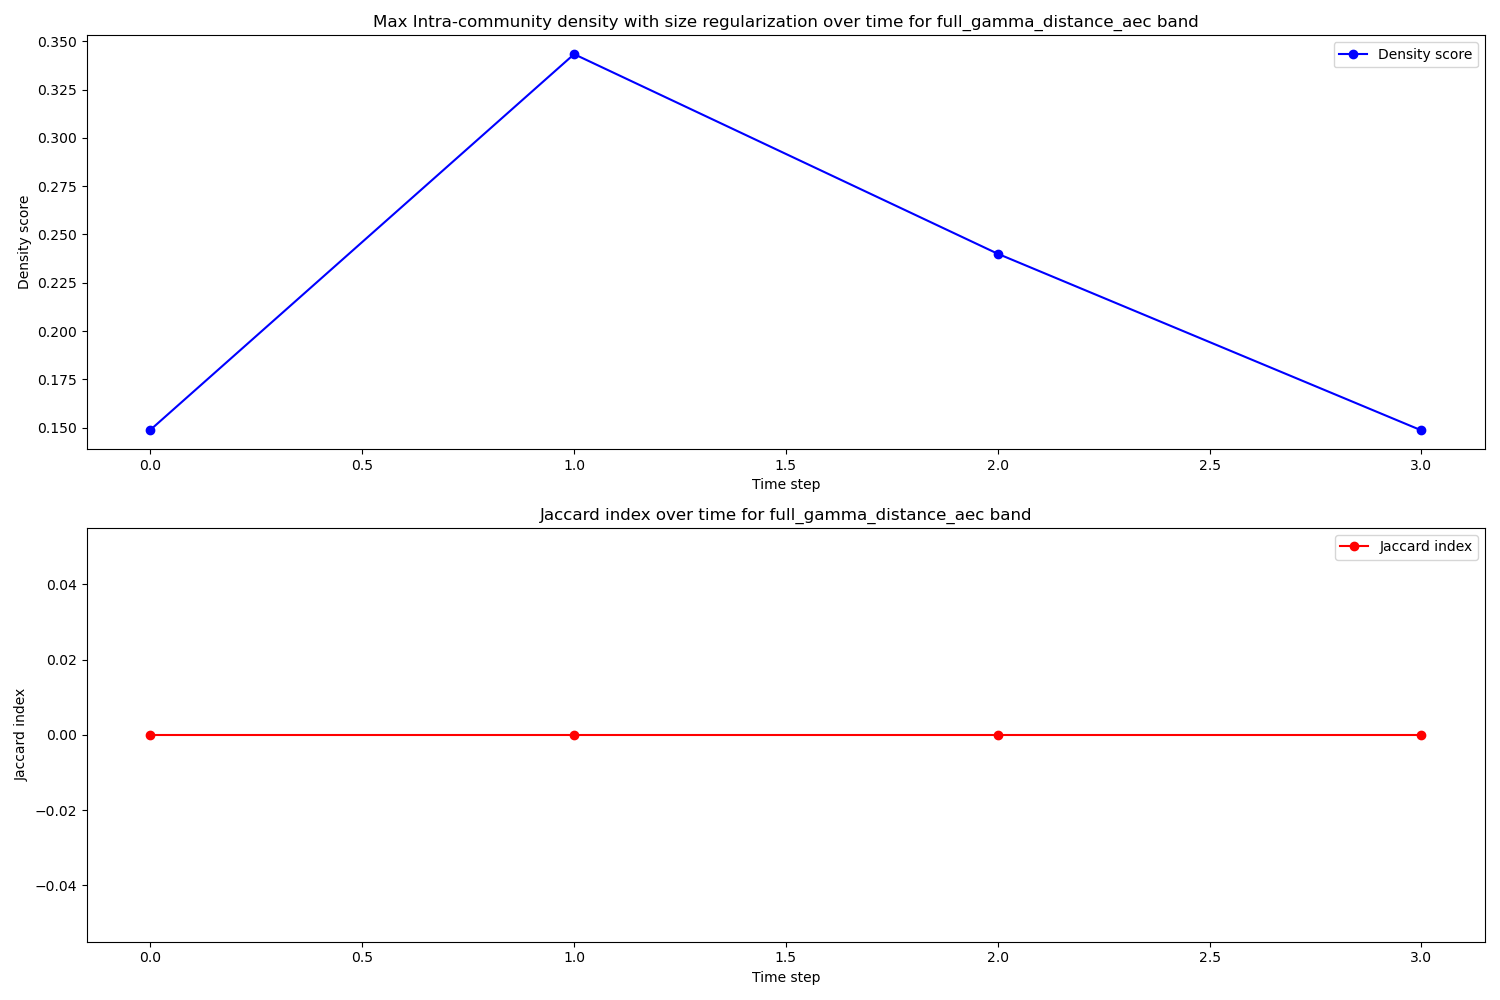 Max Intra-community density with size regularization over time for full_gamma_distance_aec band
0.350
0.325
0.300
0.275
0.250
0.225
0.200
0.175
0.150
Density score
Density score
0.0 0.5 1.0 1.5 2.0 2.5 3.0
Time step
Jaccard index over time for full_gamma_distance_aec band
0.04
0.02
0.00
−0.02
−0.04
Jaccard index
Jaccard index
0.0 0.5 1.0 1.5 2.0 2.5 3.0
Time step